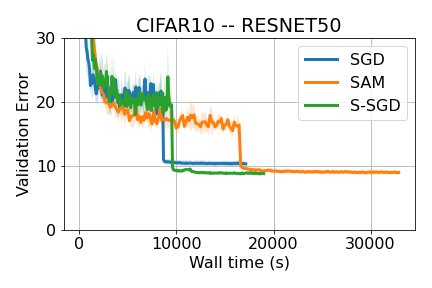 CIFAR10 -- RESNET50
30
20
10
0
Validation Error
SGD
SAM
S-SGD
0 10000 20000 30000
Wall time (s)